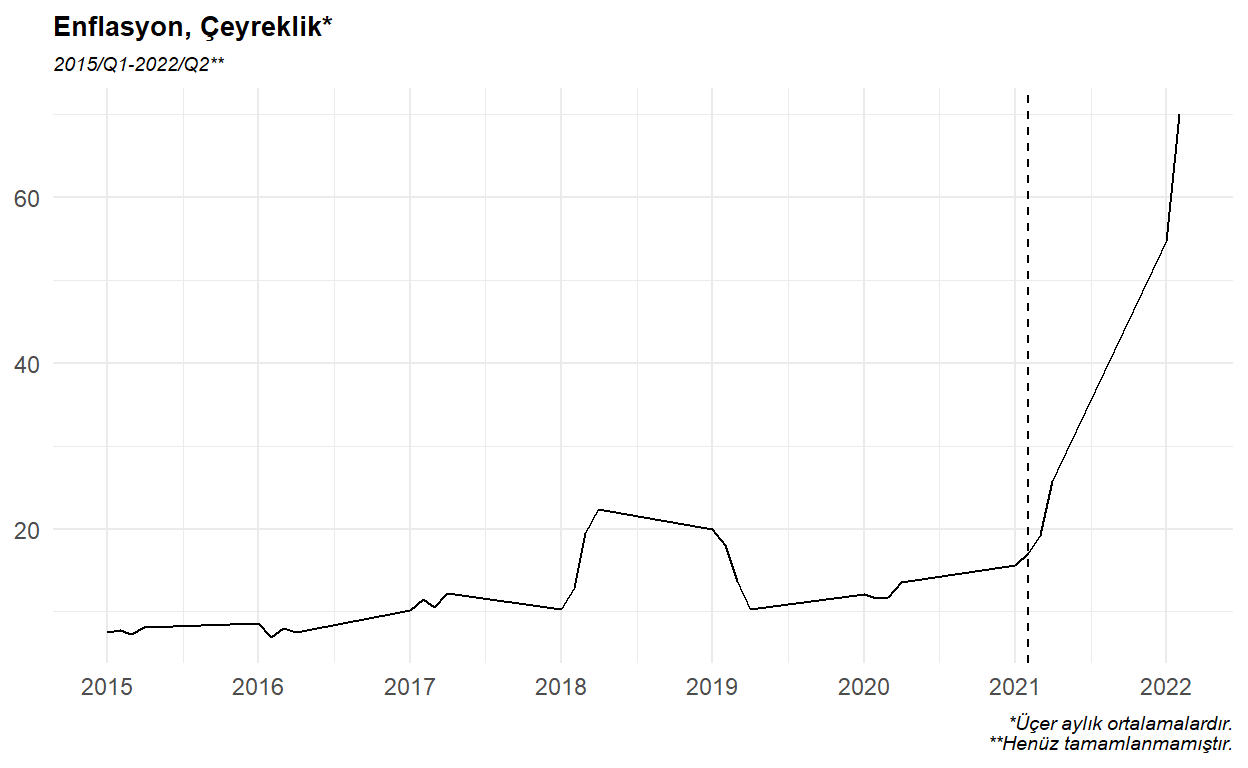 Enflasyon, Çeyreklik*
2015/Q1-2022/Q2**
60
40
20
2015 2016 2017 2018 2019 2020 2021 2022
*Üçer aylık ortalamalardır.
**Henüz tamamlanmamıştır.